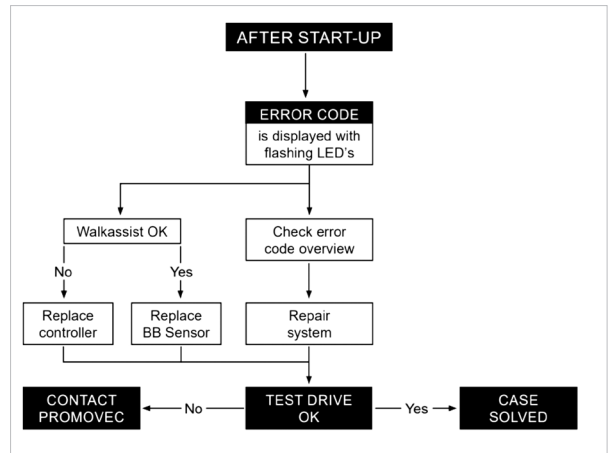 AFTER START-UP
ERROR CODE
is displayed with
flashing LED's
Walkassist OK
Check error
code overview
No
Yes
Replace
controller
Replace
BB Sensor
Repair
system
CONTACT
PROMOVEC
No
TEST DRIVE
OK
Yes
CASE
SOLVED